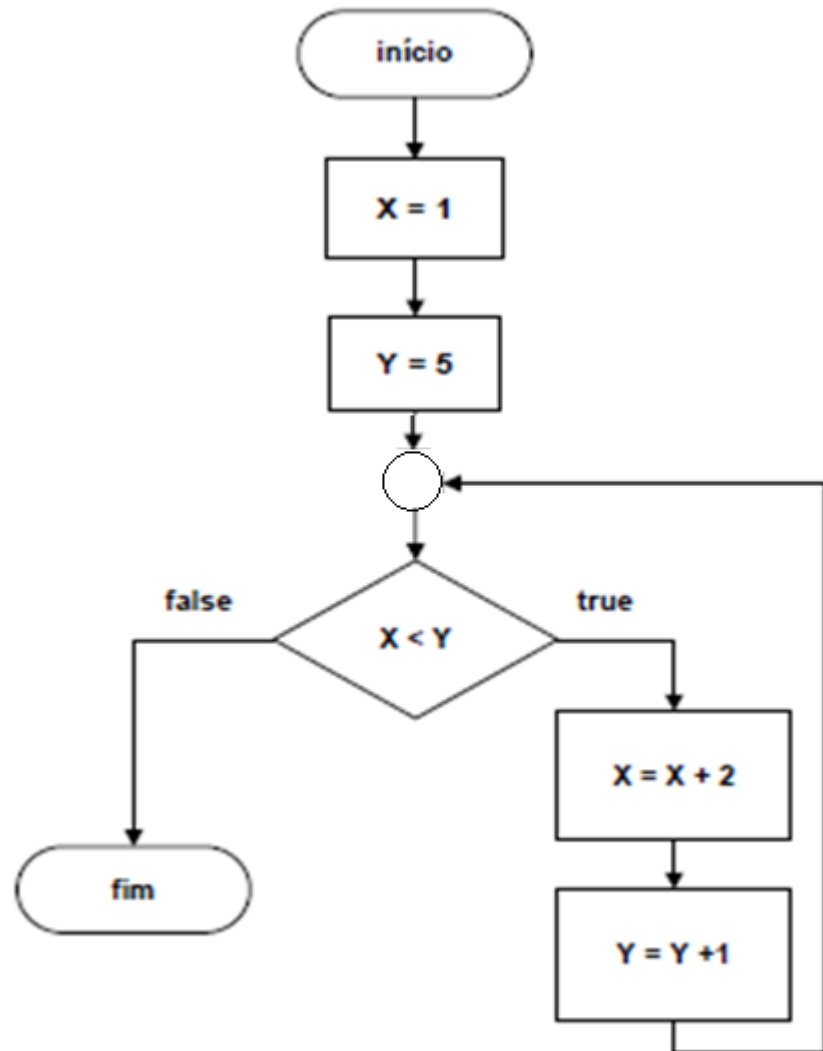 início
X = 1
Y = 5
false
true
X < Y
X = X + 2
fim
Y = Y +1